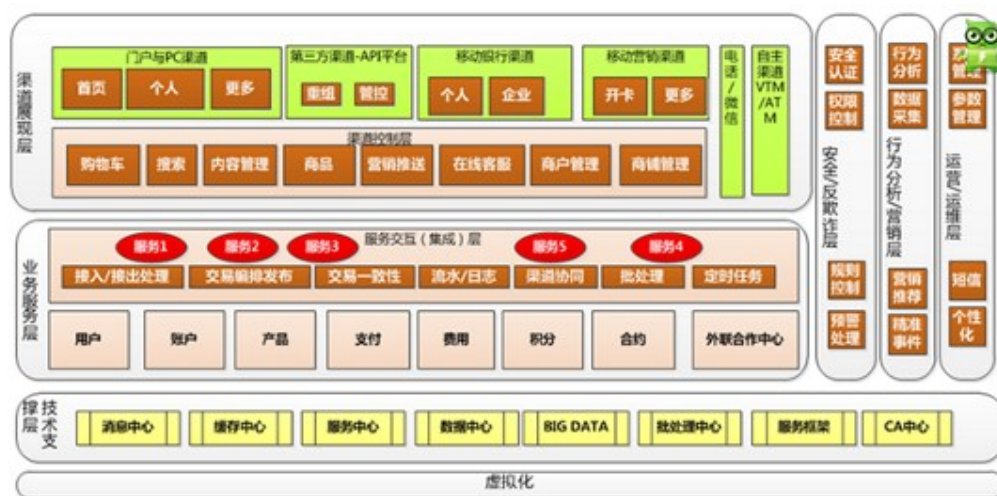 渠道展现层
门户与PC渠道
首页
个人
更多
第三方渠道-API平台
重组
管控
移动银行渠道
个人
企业
移动营销渠道
开卡
更多
电话/微信
自主渠道VTM/ATM
渠道控制层
购物车
搜索
内容管理
商品
营销推送
在线客服
商户管理
商铺管理
业务服务层
服务交互（集成）层
服务1
服务2
服务3
服务5
服务4
接入/接出处理
交易编排发布
交易一致性
流水/日志
渠道协同
批处理
定时任务
用户
账户
产品
支付
费用
积分
合约
外联合作中心
安全认证
权限控制
安全/反欺诈层
规则控制
预警处理
行为分析
数据采集
行为分析/营销层
营销推荐
精准事件
管理
参数管理
运营/运维层
短信
个性化
技术支撑层
消息中心
缓存中心
服务中心
数据中心
BIG DATA
批处理中心
服务框架
CA中心
虚拟化